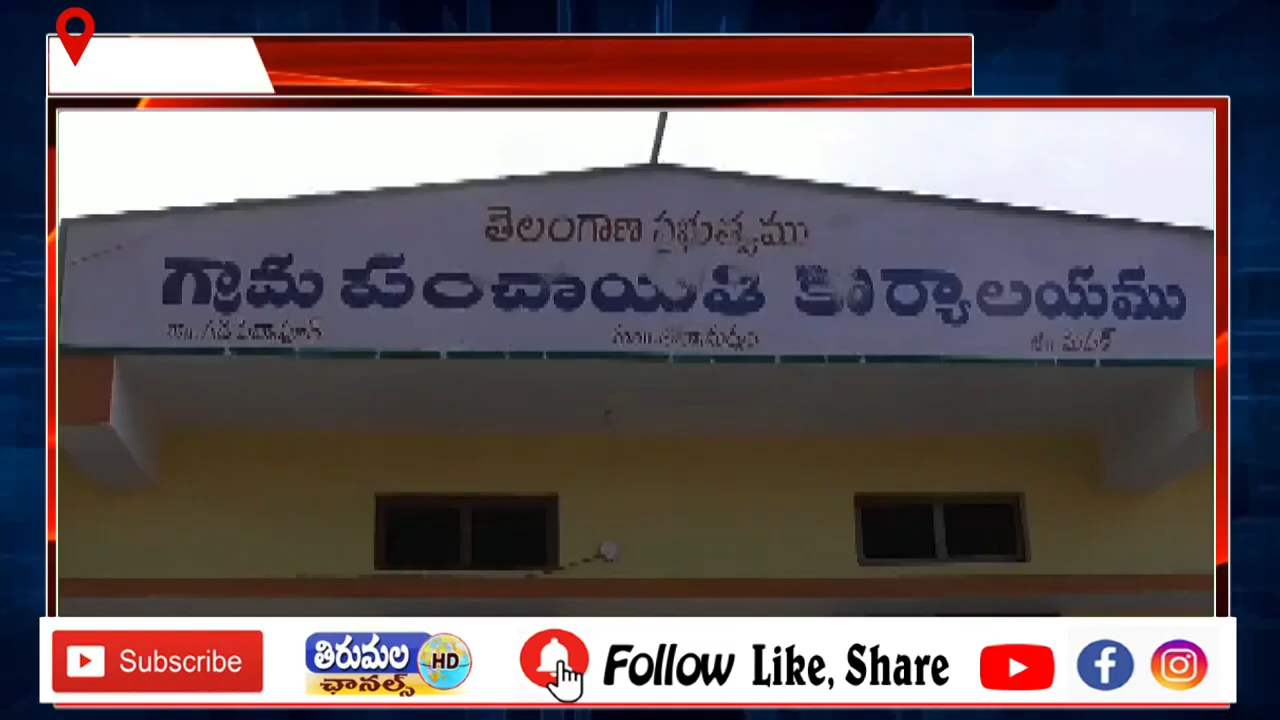 తెలంగాణ ప్రభుత్వము
గ్రామ పంచాయితి కార్యాలయము
Subscribe
తిరుమల
HD
ఛానల్స్
Follow Like, Share